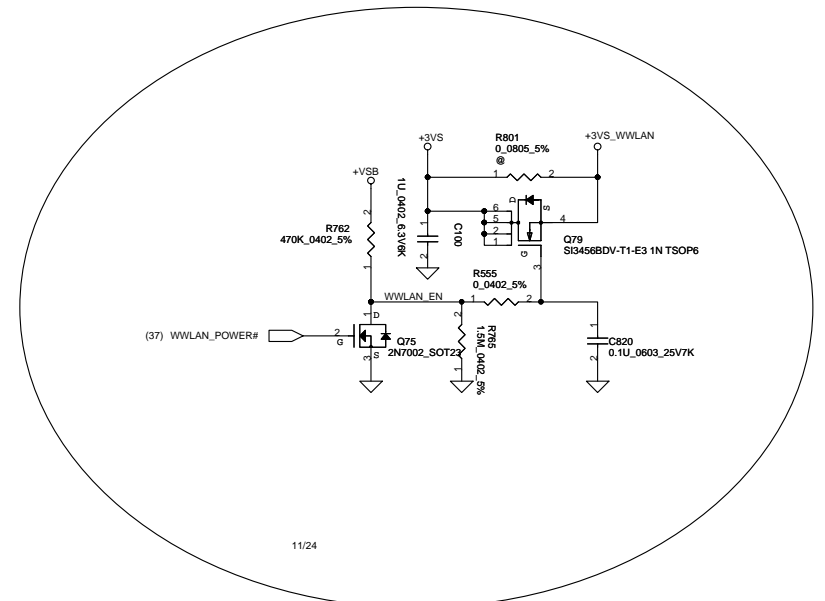 +3VS
R801
0_0805_5%
@
+3VS_WWLAN
1
2
+VSB
1U_0402_6.3V6K
1
2
C100
6
5
2
1
D
S
G
4
3
Q79
SI3456BDV-T1-E3 1N TSOP6
2
R762
470K_0402_5%
1
R555
0_0402_5%
WWLAN_EN
1
2
(37) WWLAN_POWER#
2
G
1
D
S
3
Q75
2N7002_SOT23
2
R765
1.5M_0402_5%
1
1
C820
0.1U_0603_25V7K
2
11/24